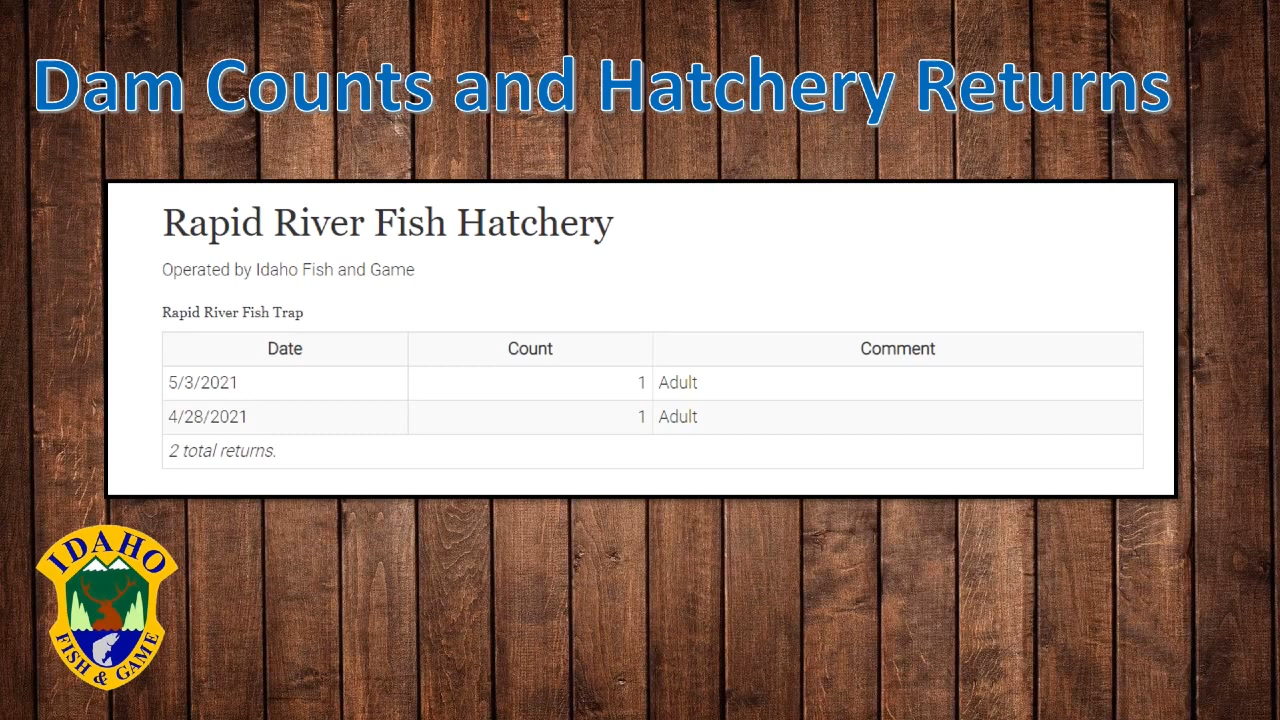 Dam Counts and Hatchery Returns
Rapid River Fish Hatchery
Operated by Idaho Fish and Game
Rapid River Fish Trap
Date Count Comment
5/3/2021 1 Adult
4/28/2021 1 Adult
2 total returns.
IDAHO
FISH & GAME